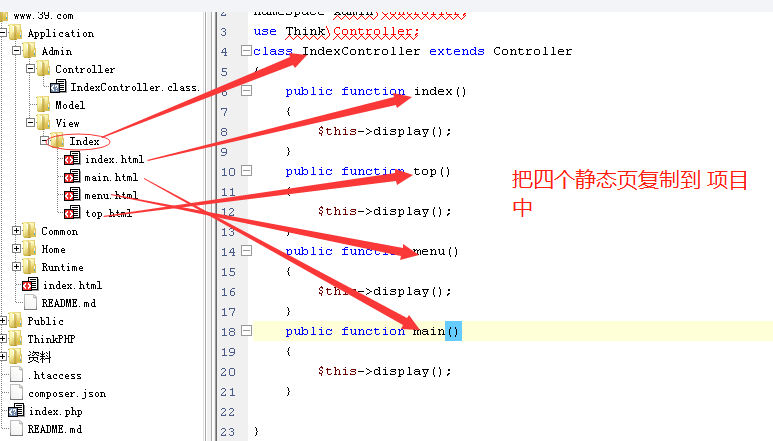 www.39.com
Application
Admin
Controller
IndexController.class.
Model
View
Index
index.html
main.html
menu.html
top.html
Common
Home
Runtime
index.html
README.md
Public
ThinkPHP
资料
.htaccess
composer.json
index.php
README.md
2 namespace Admin\Controller;
3 use Think\Controller;
4 class IndexController extends Controller
5 {
6 public function index()
7 {
8 $this->display();
9 }
10 public function top()
11 {
12 $this->display();
13 }
14 public function menu()
15 {
16 $this->display();
17 }
18 public function main()
19 {
20 $this->display();
21 }
22
23 }
把四个静态页复制到 项目
中